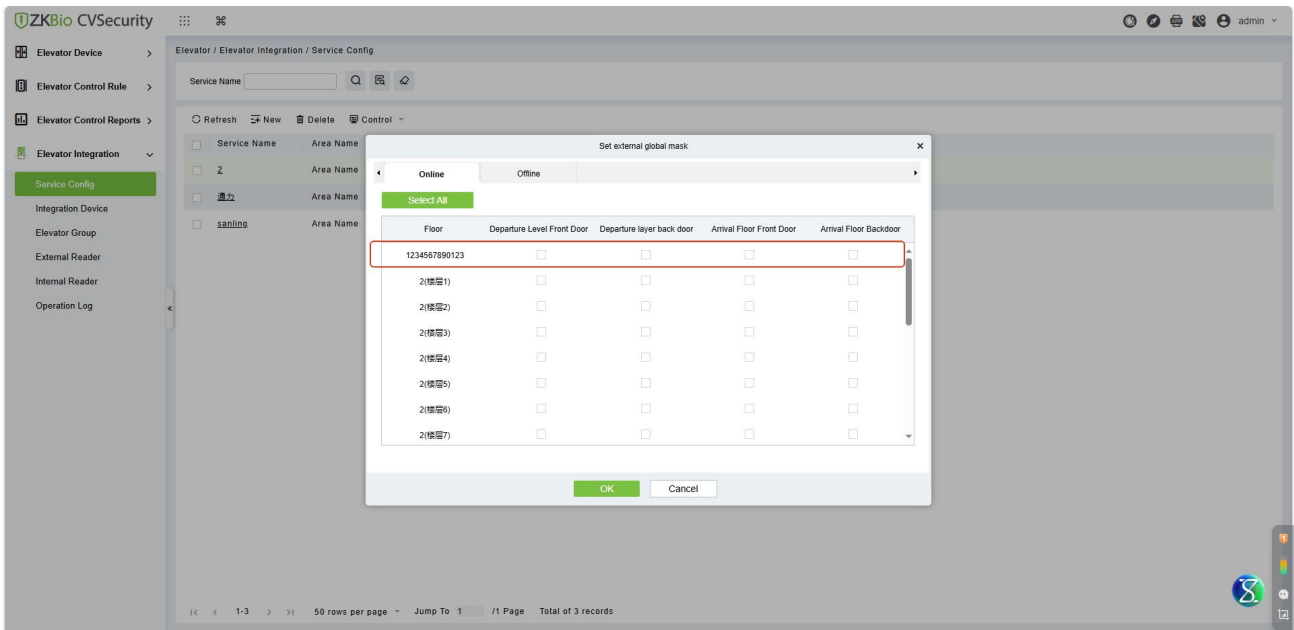 ZKBio CVSecurity
admin
Elevator Device
Elevator Control Rule
Elevator Control Reports
Elevator Integration
Service Config
Integration Device
Elevator Group
External Reader
Internal Reader
Operation Log
Elevator / Elevator Integration / Service Config
Service Name
Refresh New Delete Control
Service Name Area Name
2 Area Name
通力 Area Name
sanling Area Name
Set external global mask
Online Offline
Select All
Floor Departure Level Front Door Departure layer back door Arrival Floor Front Door Arrival Floor Backdoor
1234567890123
2(楼层1)
2(楼层2)
2(楼层3)
2(楼层4)
2(楼层5)
2(楼层6)
2(楼层7)
OK Cancel
1-3 50 rows per page Jump To 1 /1 Page Total of 3 records